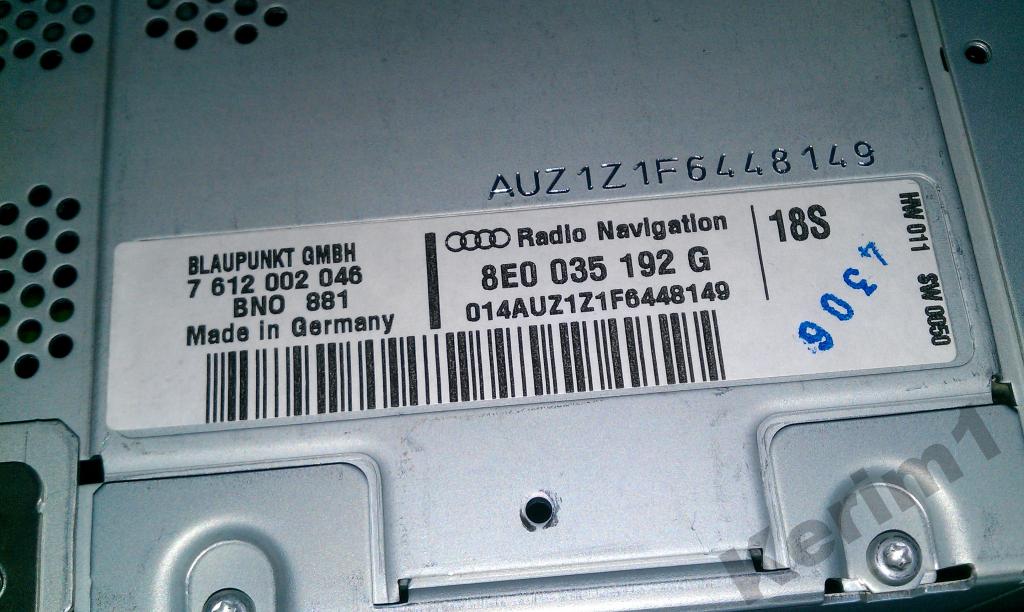 AUZ1Z1F6448149
BLAUPUNKT GMBH
7 612 002 046
BNO 881
Made in Germany
Radio Navigation
8E0 035 192 G
014AUZ1Z1F6448149
18S
HW 011 SW 0050
4306
Kerim1